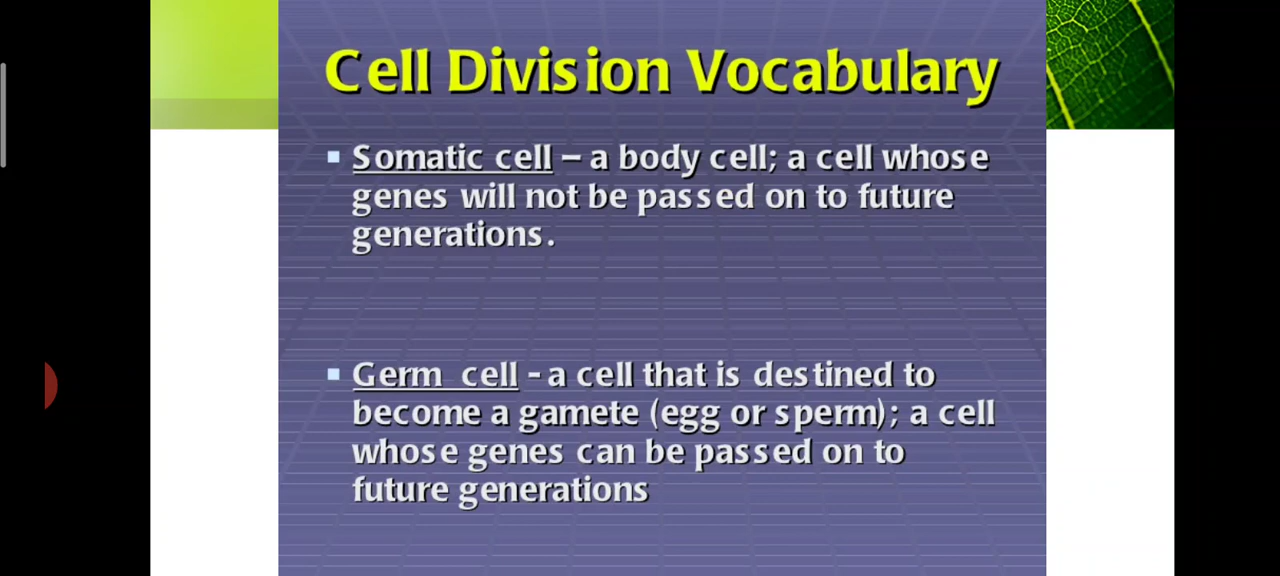 Cell Division Vocabulary
▪ Somatic cell – a body cell; a cell whose
genes will not be passed on to future
generations.
▪ Germ cell - a cell that is destined to
become a gamete (egg or sperm); a cell
whose genes can be passed on to
future generations